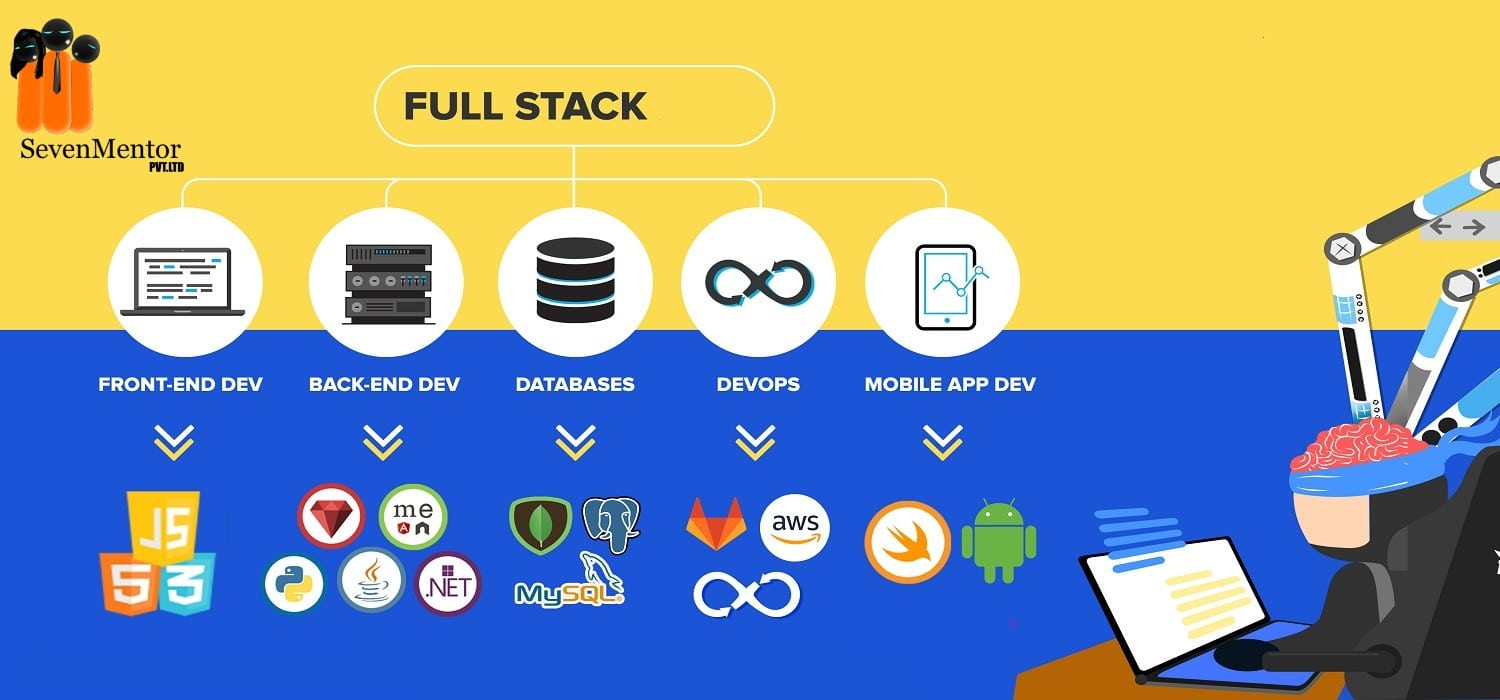 SevenMentor
PVT.LTD
FULL STACK
FRONT-END DEV
BACK-END DEV
DATABASES
DEVOPS
MOBILE APP DEV
JS
5
3
me
A
.NET
MySQL®
aws